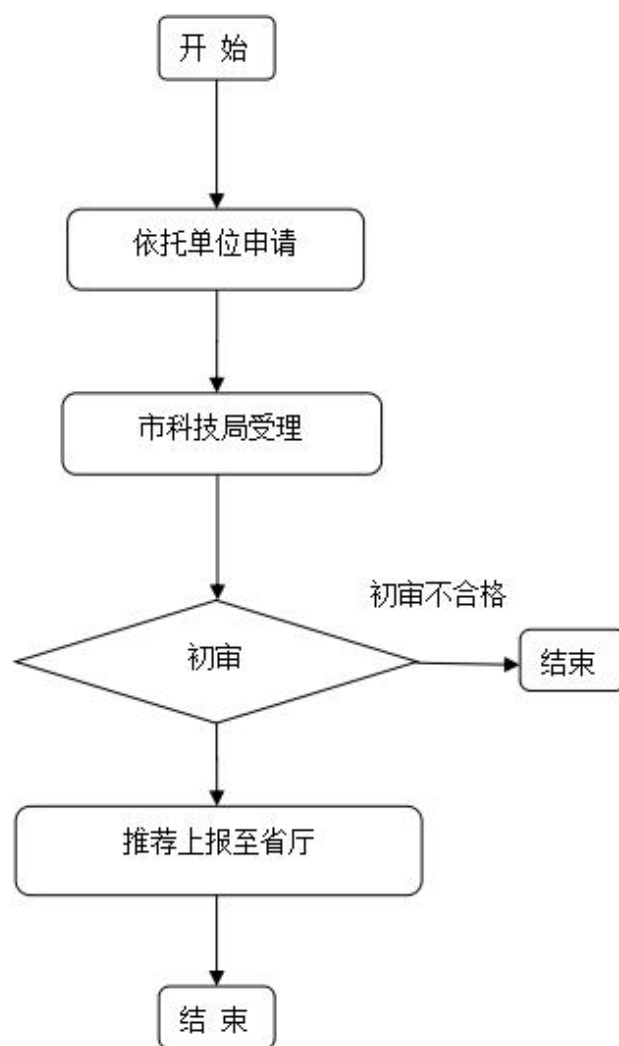 开 始
依托单位申请
市科技局受理
初审不合格
初审
结束
推荐上报至省厅
结 束